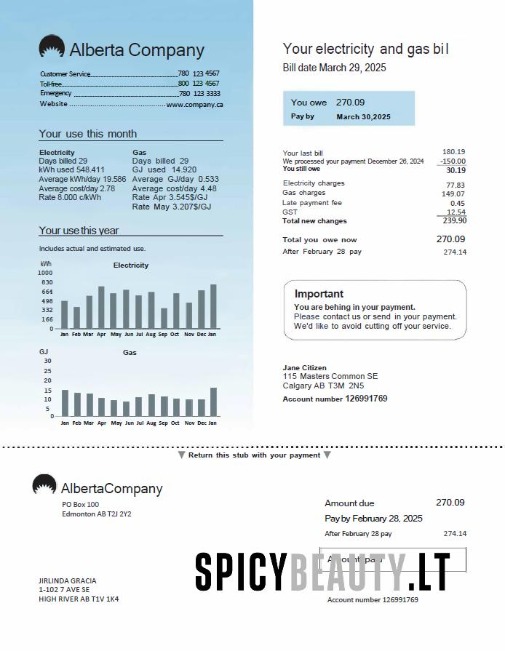 Alberta Company
Customer Service 780 123 4567
Toll-free 800 123 4567
Emergency 780 123 3333
Website www.company.ca
Your use this month
Electricity
Days billed 29
kWh used 548.411
Average kWh/day 19.586
Average cost/day 2.78
Rate 8.000 c/kWh
Gas
Days billed 29
GJ used 14.920
Average GJ/day 0.533
Average cost/day 4.48
Rate Apr 3.545$/GJ
Rate May 3.207$/GJ
Your use this year
Includes actual and estimated use.
kWh Electricity
1000
830
664
498
332
166
0
Jan Feb Mar Apr May Jun Jul Aug Sep Oct Nov Dec Jan
GJ Gas
30
25
20
15
10
5
0
Jan Feb Mar Apr May Jun Jul Aug Sep Oct Nov Dec Jan
Your electricity and gas bil
Bill date March 29, 2025
You owe 270.09
Pay by March 30,2025
Your last bill 180.19
We processed your payment December 26, 2024 -150.00
You still owe 30.19
Electricity charges 77.83
Gas charges 149.07
Late payment fee 0.45
GST 12.54
Total new changes 239.90
Total you owe now 270.09
After February 28 pay 274.14
Important
You are behing in your payment.
Please contact us or send in your payment.
We'd like to avoid cutting off your service.
Jane Citizen
115 Masters Common SE
Calgary AB T3M 2N5
Account number 126991769
Return this stub with your payment
AlbertaCompany
PO Box 100
Edmonton AB T2J 2Y2
Amount due 270.09
Pay by February 28, 2025
After February 28 pay 274.14
Amount paid
SPICYBEAUTY.LT
Account number 126991769
JIRLINDA GRACIA
1-102 7 AVE SE
HIGH RIVER AB T1V 1K4